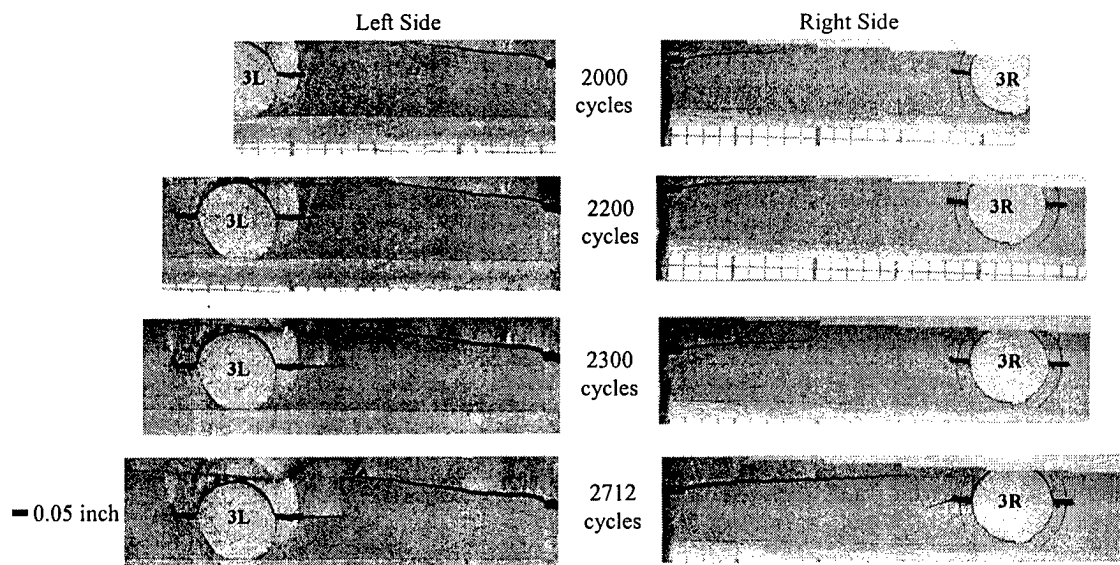 Left Side
Right Side
3L
2000
cycles
3R
3L
2200
cycles
3R
3L
2300
cycles
3R
3L
2712
cycles
3R
0.05 inch